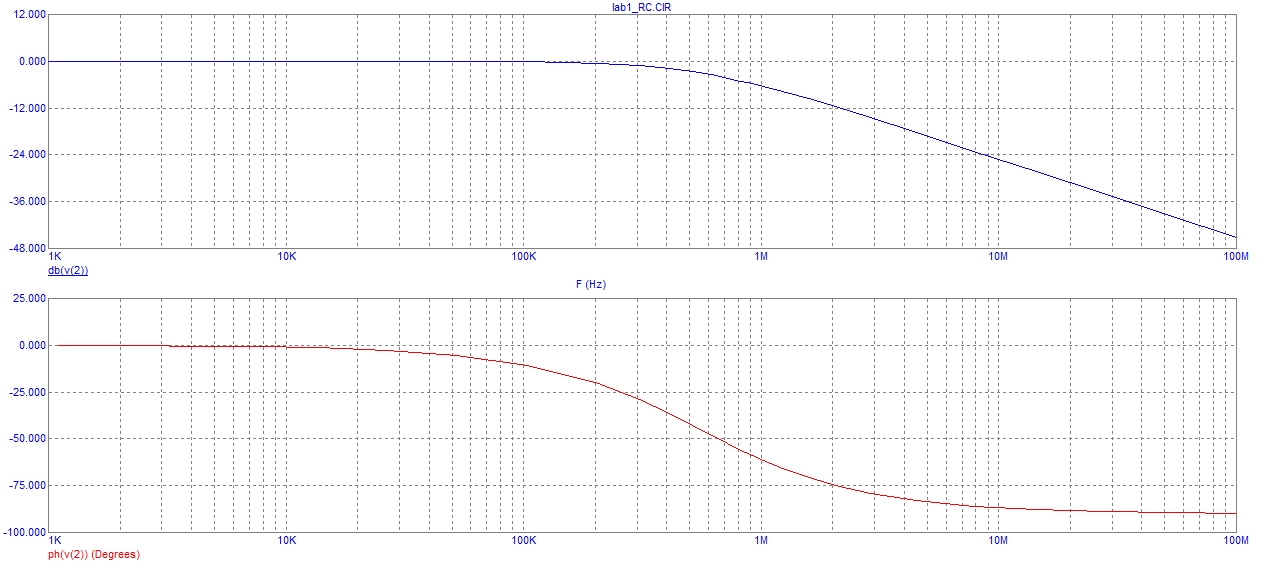 lab1_RC.CIR
12.000
0.000
-12.000
-24.000
-36.000
-48.000
1K 10K 100K 1M 10M 100M
db(v(2))
F (Hz)
25.000
0.000
-25.000
-50.000
-75.000
-100.000
1K 10K 100K 1M 10M 100M
ph(v(2)) (Degrees)